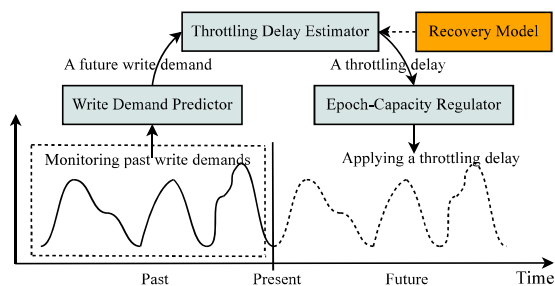 Throttling Delay Estimator
Recovery Model
A future write demand
A throttling delay
Write Demand Predictor
Epoch-Capacity Regulator
Monitoring past write demands
Applying a throttling delay
Past
Present
Future
Time